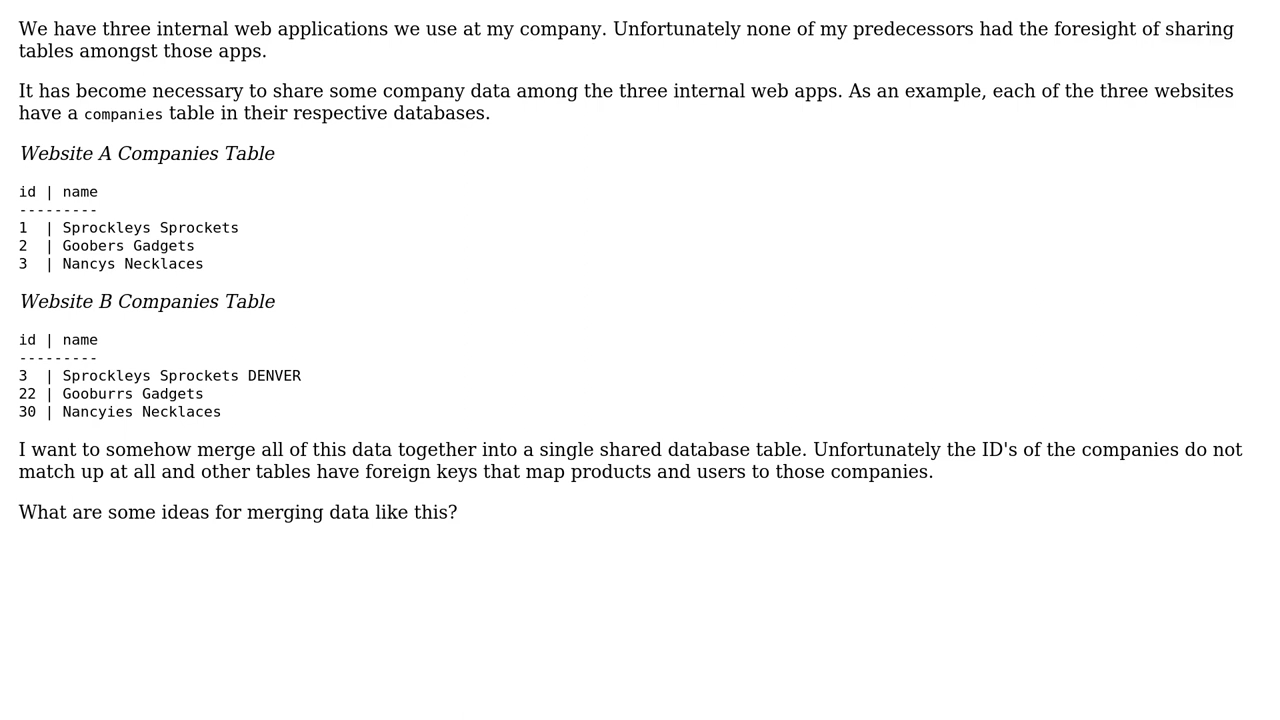 We have three internal web applications we use at my company. Unfortunately none of my predecessors had the foresight of sharing
tables amongst those apps.
It has become necessary to share some company data among the three internal web apps. As an example, each of the three websites
have a companies table in their respective databases.
Website A Companies Table
id | name
---------
1  | Sprockleys Sprockets
2  | Goobers Gadgets
3  | Nancys Necklaces
Website B Companies Table
id | name
---------
3  | Sprockleys Sprockets DENVER
22 | Gooburrs Gadgets
30 | Nancyies Necklaces
I want to somehow merge all of this data together into a single shared database table. Unfortunately the ID's of the companies do not
match up at all and other tables have foreign keys that map products and users to those companies.
What are some ideas for merging data like this?